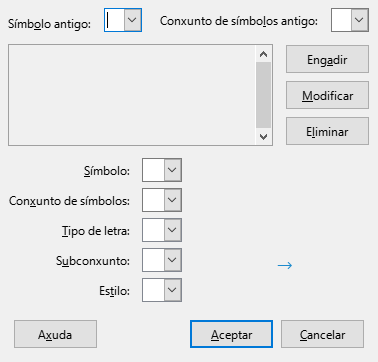 Símbolo antigo: Conxunto de símbolos antigo:
Engadir
Modificar
Eliminar
Símbolo:
Conxunto de símbolos:
Tipo de letra:
Subconxunto: →
Estilo:
Axuda Aceptar Cancelar